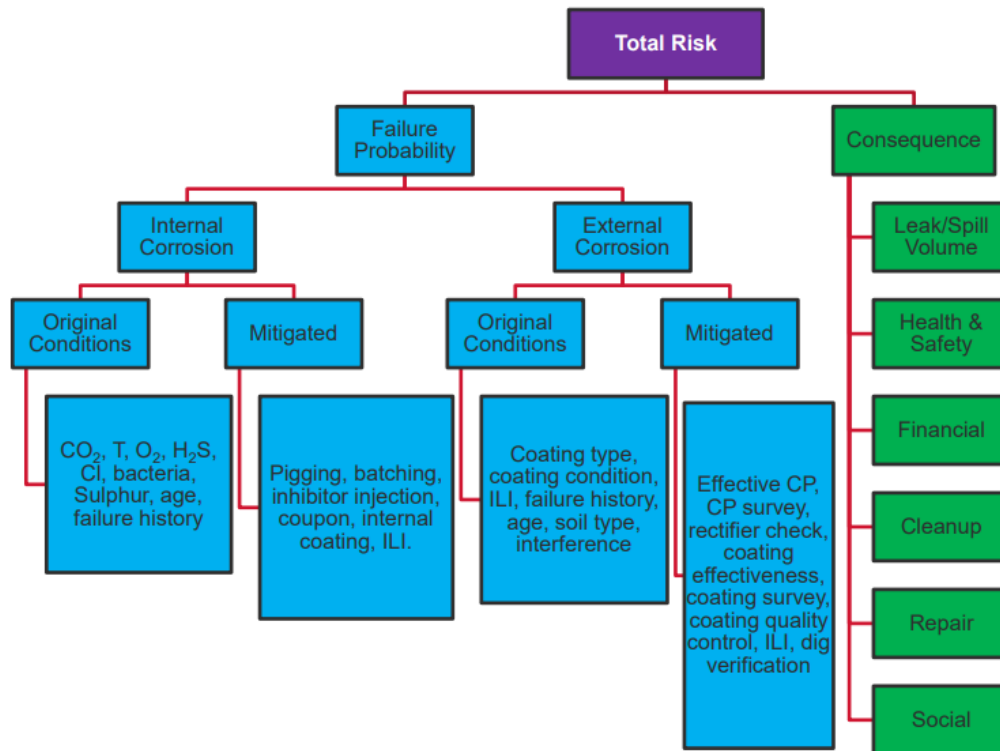 Total Risk
Failure
Probability
Consequence
Internal
Corrosion
External
Corrosion
Leak/Spill
Volume
Original
Conditions
Mitigated
Original
Conditions
Mitigated
Health &
Safety
CO₂, T, O₂, H₂S,
Cl, bacteria,
Sulphur, age,
failure history
Pigging, batching,
inhibitor injection,
coupon, internal
coating, ILI.
Coating type,
coating condition,
ILI, failure history,
age, soil type,
interference
Effective CP,
CP survey,
rectifier check,
coating
effectiveness,
coating survey,
coating quality
control, ILI, dig
verification
Financial
Cleanup
Repair
Social